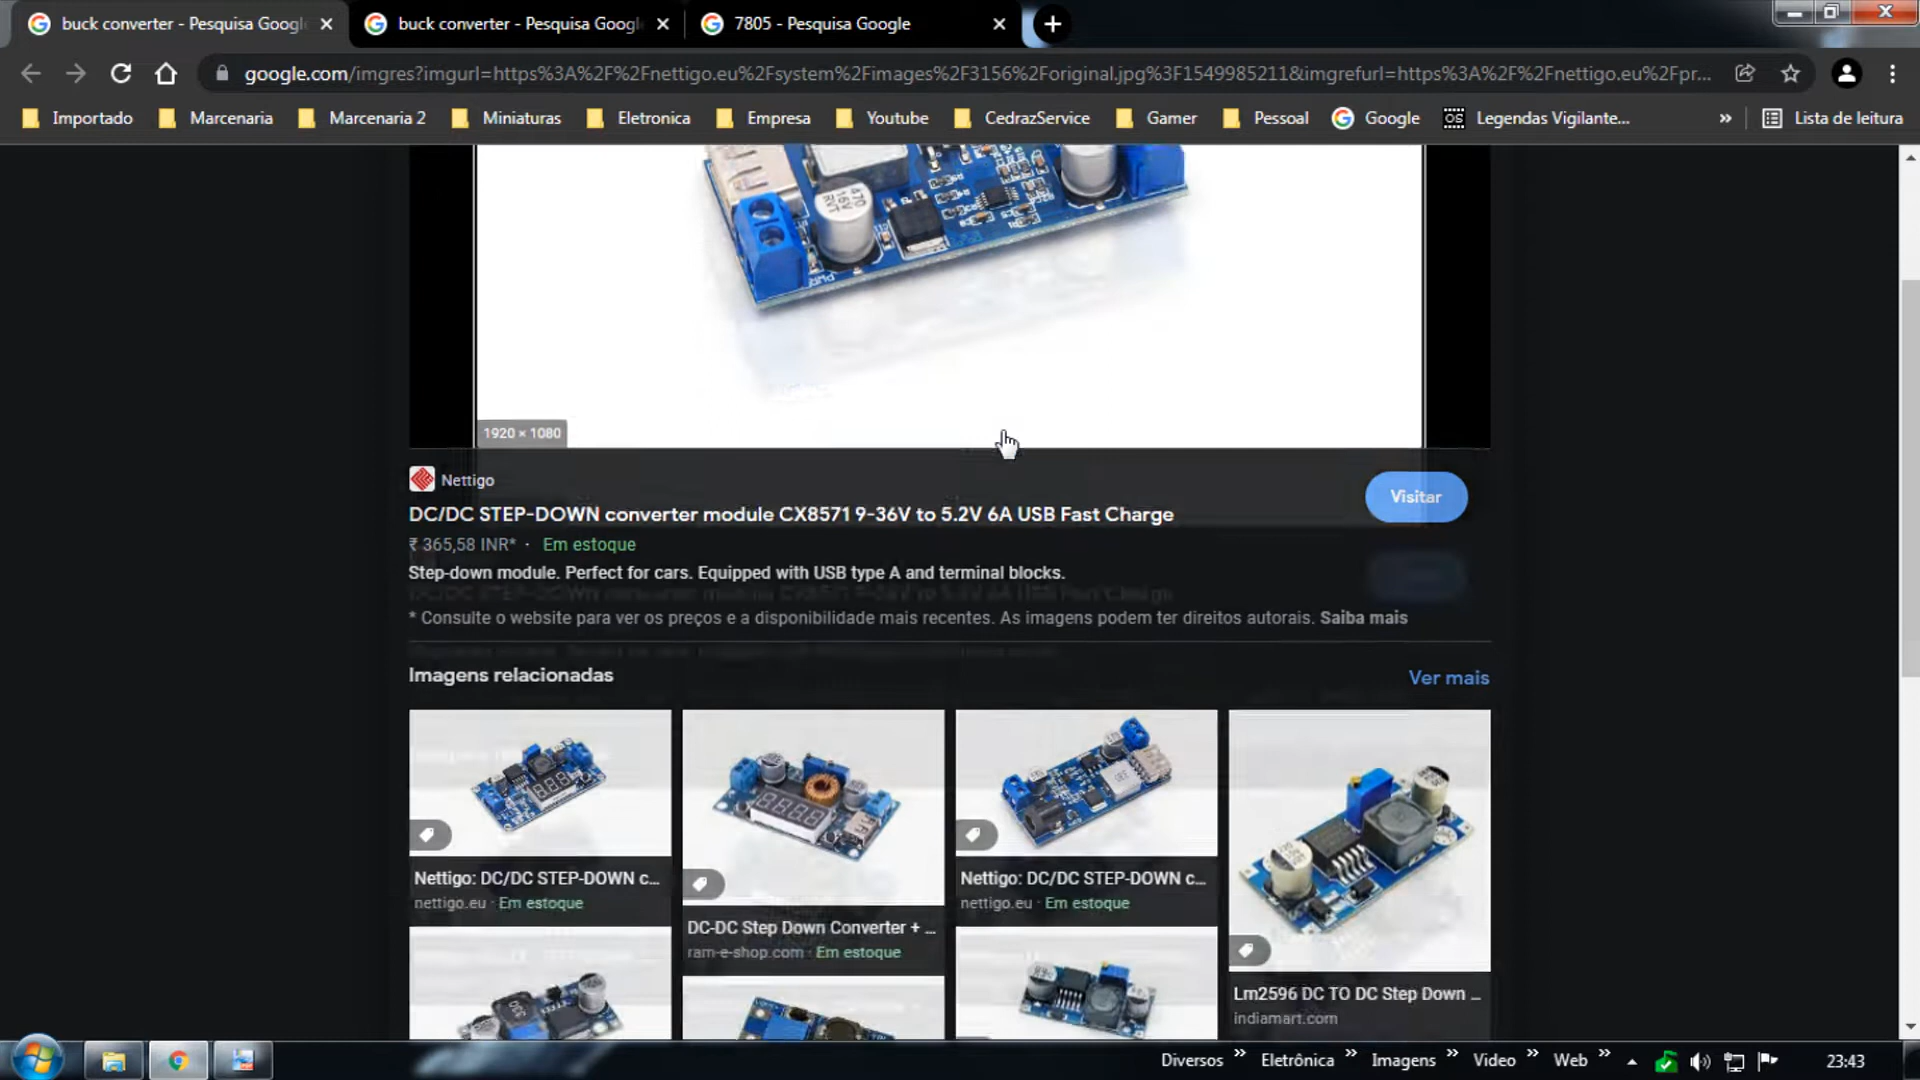 buck converter - Pesquisa Google
buck converter - Pesquisa Googl
7805 - Pesquisa Google
google.com/imgres?imgurl=https%3A%2F%2Fnettigo.eu%2Fsystem%2Fimages%2F3156%2Foriginal.jpg%3F1549985211&imgrefurl=https%3A%2F%2Fnettigo.eu%2Fpr...
Importado
Marcenaria
Marcenaria 2
Miniaturas
Eletronica
Empresa
Youtube
CedrazService
Gamer
Pessoal
Google
OS
Legendas Vigilante...
»
Lista de leitura
470
16V
RVT
1920 × 1080
Nettigo
Visitar
DC/DC STEP-DOWN converter module CX8571 9-36V to 5.2V 6A USB Fast Charge
₹ 365,58 INR* · Em estoque
Step-down module. Perfect for cars. Equipped with USB type A and terminal blocks.
* Consulte o website para ver os preços e a disponibilidade mais recentes. As imagens podem ter direitos autorais. Saiba mais
Imagens relacionadas
Ver mais
Nettigo: DC/DC STEP-DOWN c...
nettigo.eu · Em estoque
DC-DC Step Down Converter + ...
ram-e-shop.com · Em estoque
Nettigo: DC/DC STEP-DOWN c...
nettigo.eu · Em estoque
Lm2596 DC TO DC Step Down ...
indiamart.com
Diversos »
Eletrônica »
Imagens »
Video »
Web »
23:43